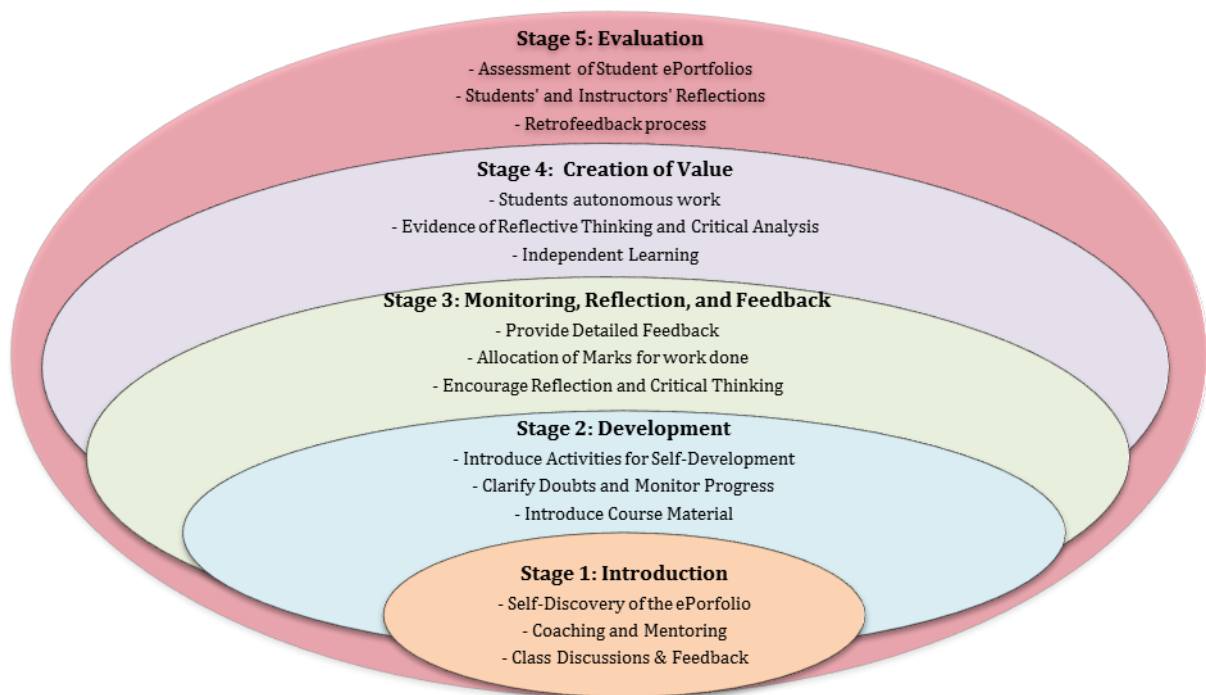 Stage 5: Evaluation
- Assessment of Student ePortfolios
- Students' and Instructors' Reflections
- Retrofeedback process
Stage 4:  Creation of Value
- Students autonomous work
- Evidence of Reflective Thinking and Critical Analysis
- Independent Learning
Stage 3: Monitoring, Reflection, and Feedback
- Provide Detailed Feedback
- Allocation of Marks for work done
- Encourage Reflection and Critical Thinking
Stage 2: Development
- Introduce Activities for Self-Development
- Clarify Doubts and Monitor Progress
- Introduce Course Material
Stage 1: Introduction
- Self-Discovery of the ePorfolio
- Coaching and Mentoring
- Class Discussions & Feedback